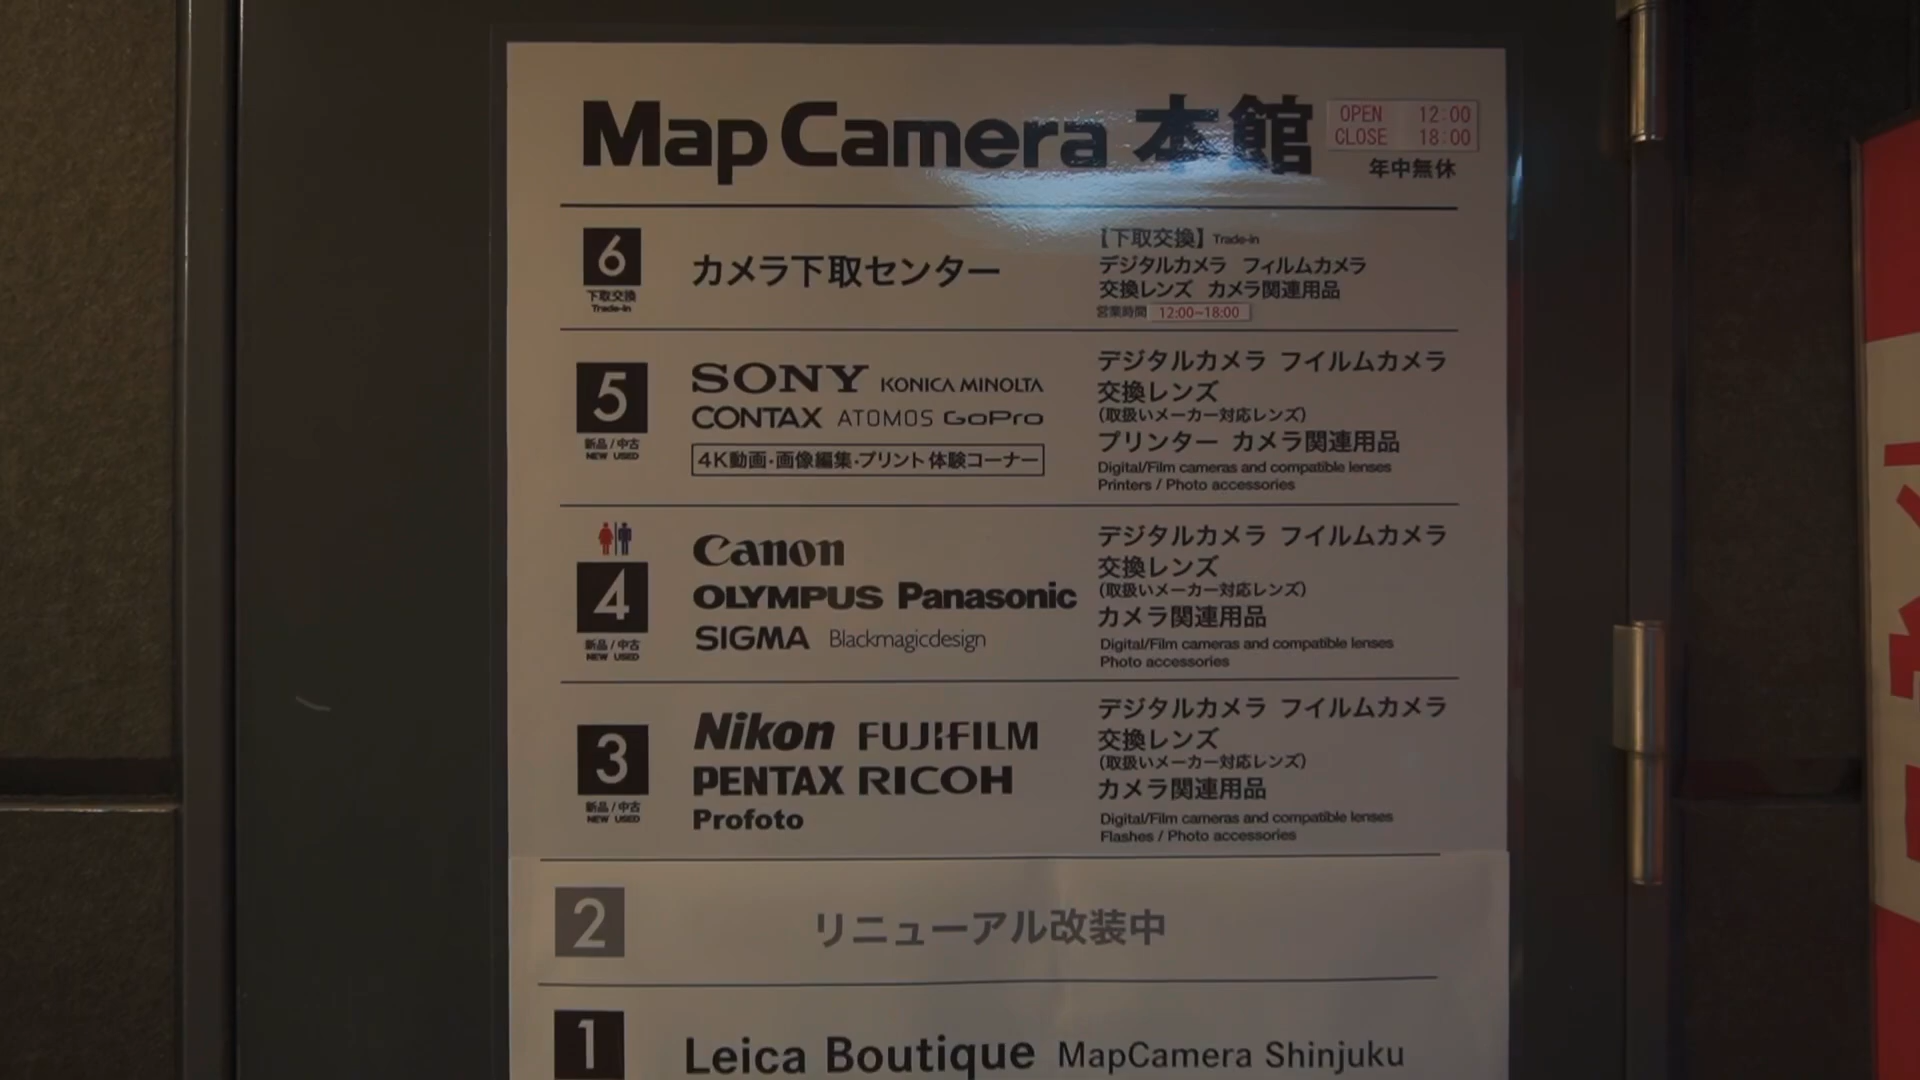 Map Camera 本館
OPEN 12:00
CLOSE 18:00
年中無休
6
下取交換
Trade-in
カメラ下取センター
【下取交換】Trade-in
デジタルカメラ フィルムカメラ
交換レンズ カメラ関連用品
営業時間 12:00~18:00
5
新品/中古
NEW USED
SONY KONICA MINOLTA
CONTAX ATOMOS GoPro
4K動画・画像編集・プリント体験コーナー
デジタルカメラ フイルムカメラ
交換レンズ
(取扱いメーカー対応レンズ)
プリンター カメラ関連用品
Digital/Film cameras and compatible lenses
Printers / Photo accessories
4
新品/中古
NEW USED
Canon
OLYMPUS Panasonic
SIGMA Blackmagicdesign
デジタルカメラ フイルムカメラ
交換レンズ
(取扱いメーカー対応レンズ)
カメラ関連用品
Digital/Film cameras and compatible lenses
Photo accessories
3
新品/中古
NEW USED
Nikon FUJIFILM
PENTAX RICOH
Profoto
デジタルカメラ フイルムカメラ
交換レンズ
(取扱いメーカー対応レンズ)
カメラ関連用品
Digital/Film cameras and compatible lenses
Flashes / Photo accessories
2
リニューアル改装中
1
Leica Boutique MapCamera Shinjuku